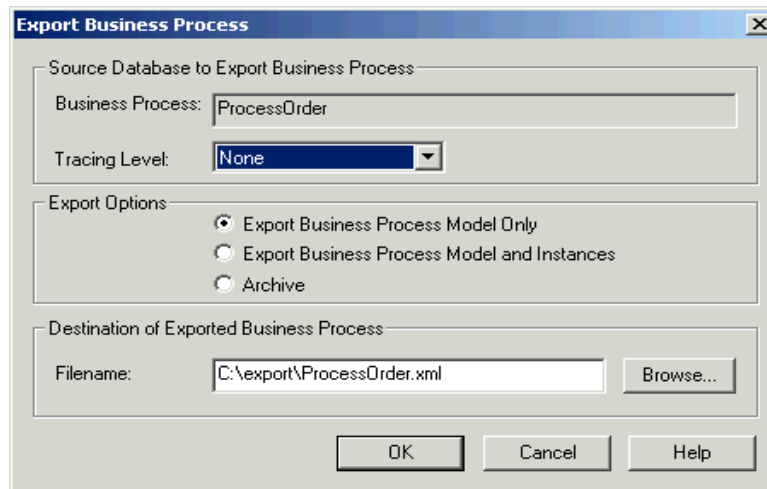 Export Business Process
Source Database to Export Business Process
Business Process: ProcessOrder
Tracing Level: None
Export Options
Export Business Process Model Only
Export Business Process Model and Instances
Archive
Destination of Exported Business Process
Filename: C:\export\ProcessOrder.xml Browse...
OK Cancel Help